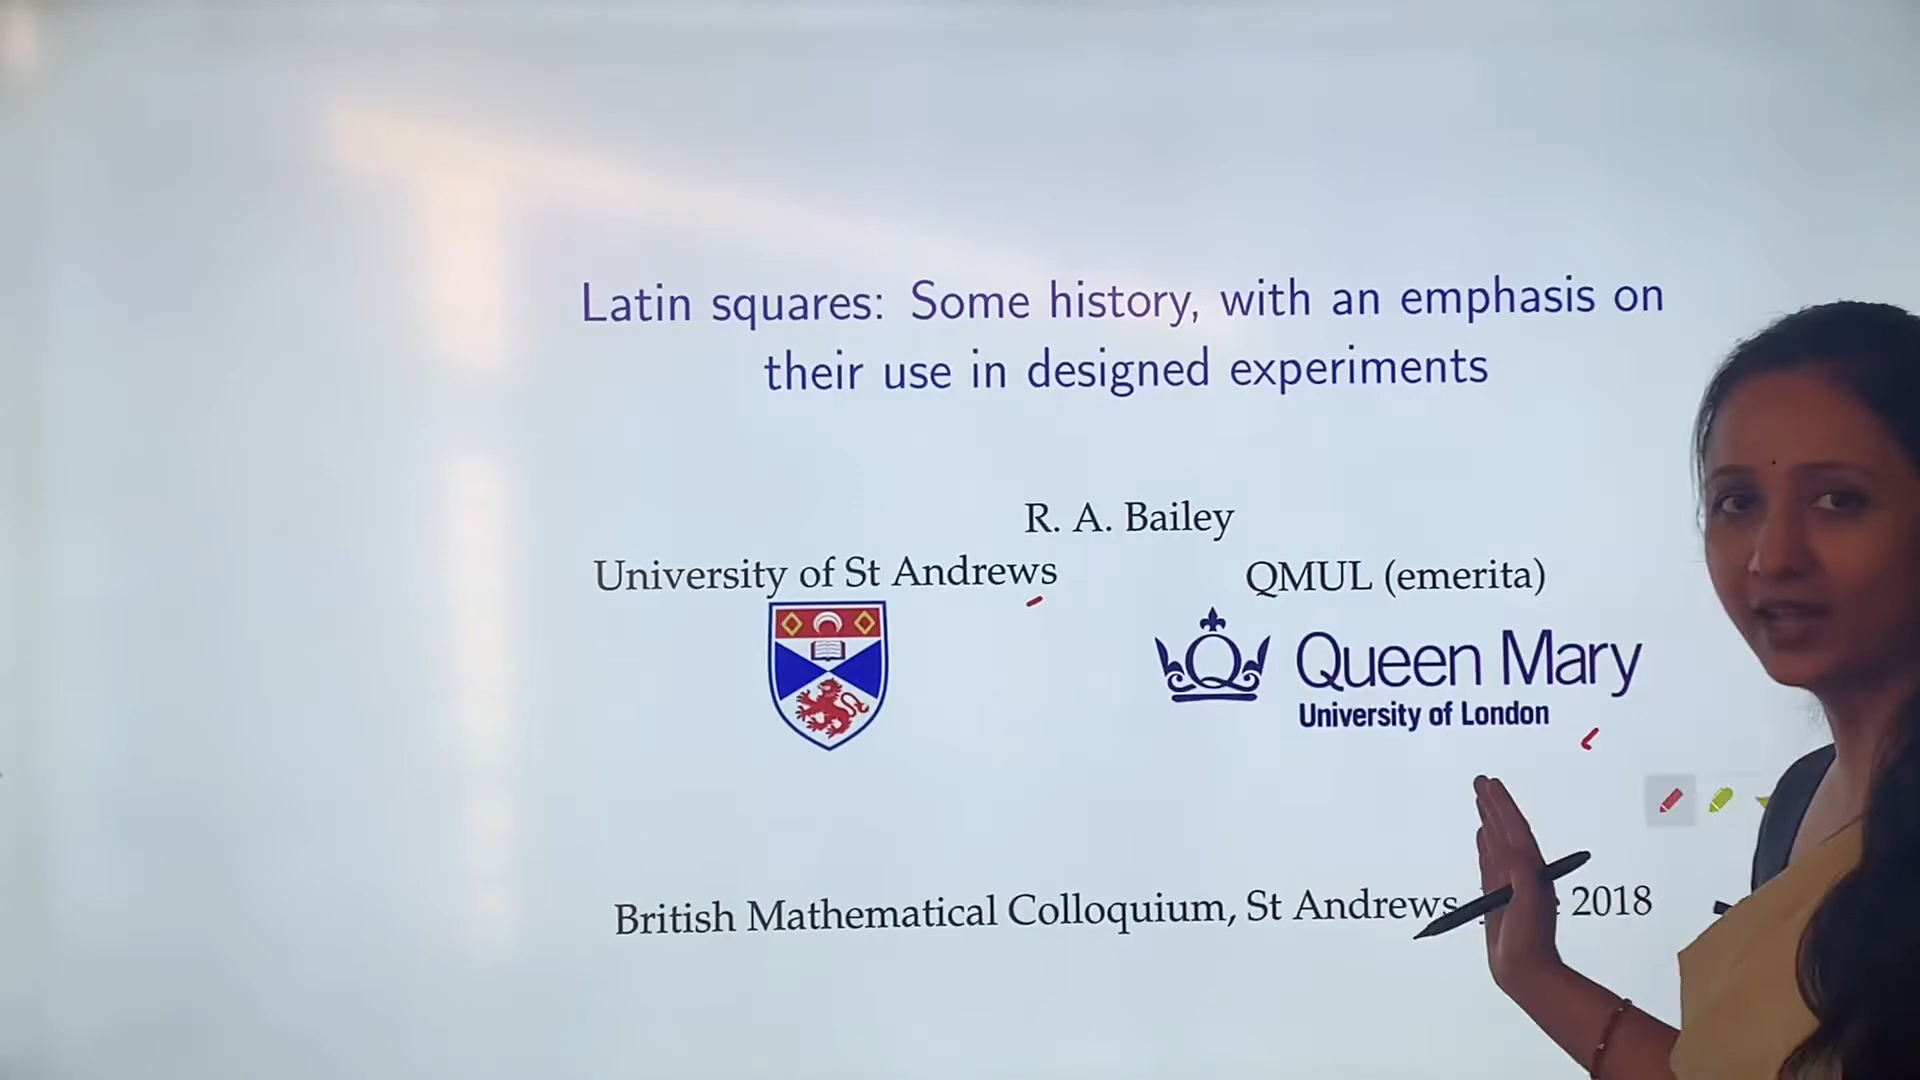 Latin squares: Some history, with an emphasis on
their use in designed experiments
R. A. Bailey
University of St Andrews
QMUL (emerita)
Queen Mary
University of London
British Mathematical Colloquium, St Andrews, 2018